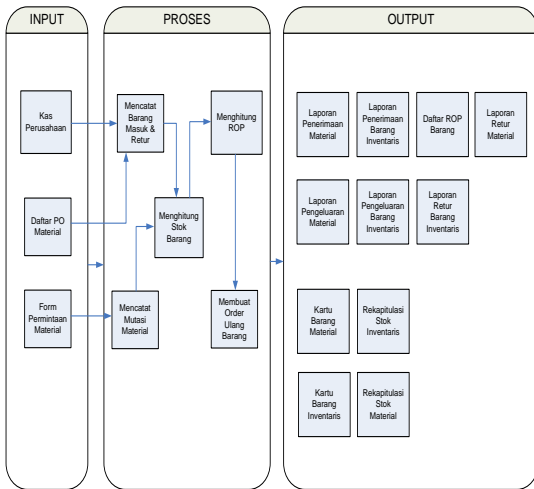 INPUT
PROSES
OUTPUT
Kas
Perusahaan
Daftar PO
Material
Form
Permintaan
Material
Mencatat
Barang
Masuk &
Retur
Menghitung
ROP
Menghitung
Stok
Barang
Mencatat
Mutasi
Material
Membuat
Order
Ulang
Barang
Laporan
Penerimaan
Material
Laporan
Penerimaan
Barang
Inventaris
Daftar ROP
Barang
Laporan
Retur
Material
Laporan
Pengeluaran
Material
Laporan
Pengeluaran
Barang
Inventaris
Laporan
Retur
Barang
Inventaris
Kartu
Barang
Material
Rekapitulasi
Stok
Inventaris
Kartu
Barang
Inventaris
Rekapitulasi
Stok
Material